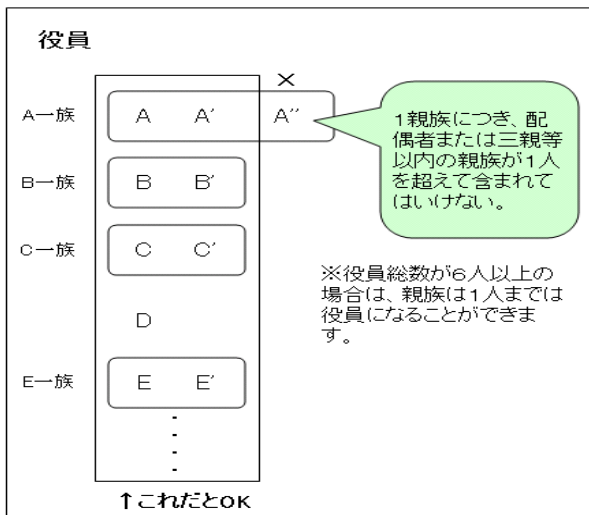 役員
×
A一族 A A′ A′′
1親族につき、配
偶者または三親等
以内の親族が1人
を超えて含まれて
はいけない。
B一族 B B′
C一族 C C′
※役員総数が6人以上の
場合は、親族は1人までは
役員になることができま
す。
D
E一族 E E′
↑これだとOK